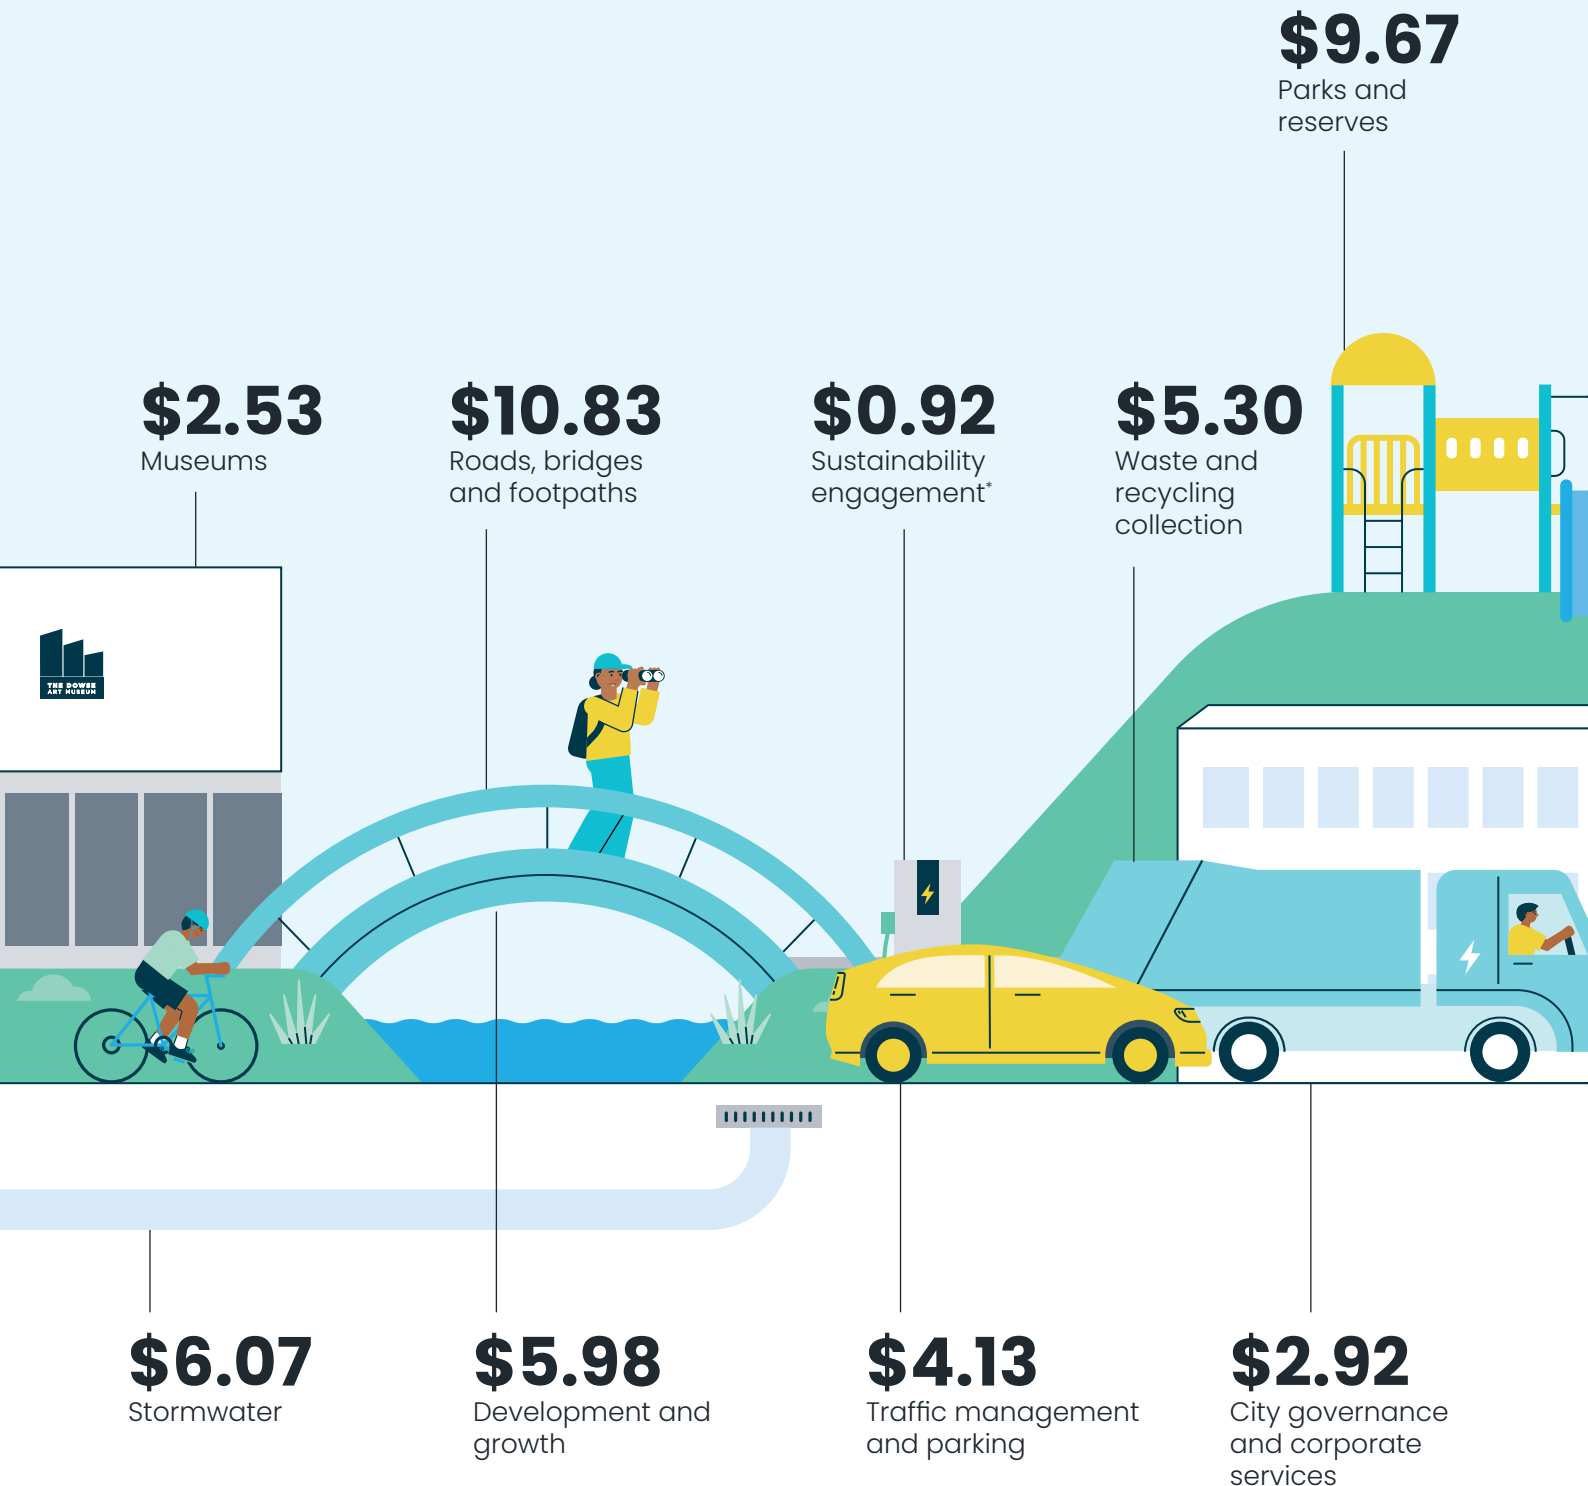 $9.67
Parks and
reserves
$2.53
Museums
$10.83
Roads, bridges
and footpaths
$0.92
Sustainability
engagement*
$5.30
Waste and
recycling
collection
THE DOWSE
ART MUSEUM
$6.07
Stormwater
$5.98
Development and
growth
$4.13
Traffic management
and parking
$2.92
City governance
and corporate
services